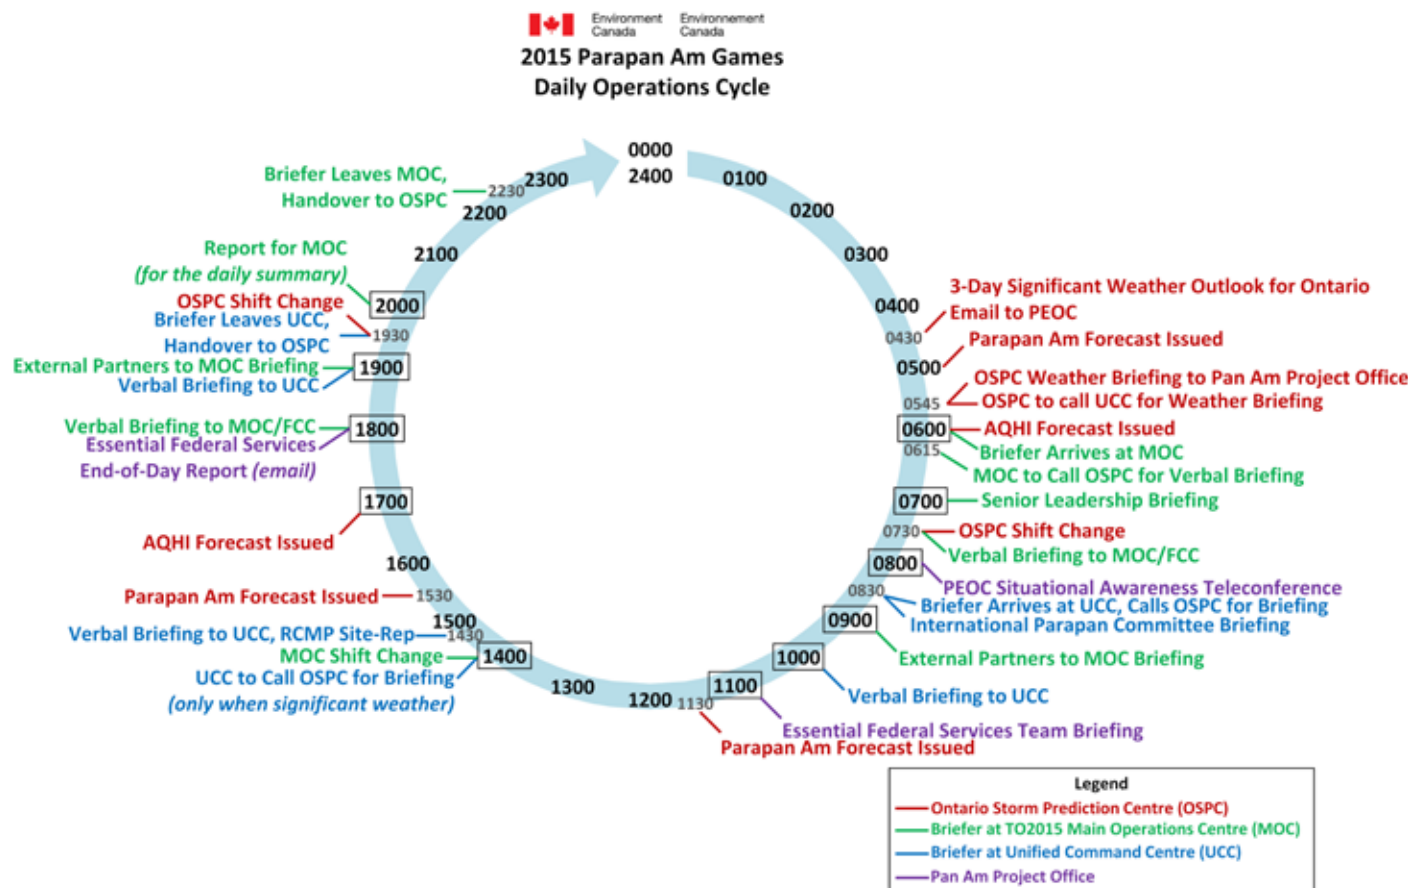 Environment Environnement
Canada Canada
2015 Parapan Am Games
Daily Operations Cycle
0000
2400
0100
0200
0300
0400
3-Day Significant Weather Outlook for Ontario
Email to PEOC
0430
Parapan Am Forecast Issued
0500
OSPC Weather Briefing to Pan Am Project Office
0545
OSPC to call UCC for Weather Briefing
0600
AQHI Forecast Issued
Briefer Arrives at MOC
0615
MOC to Call OSPC for Verbal Briefing
0700
Senior Leadership Briefing
0730
OSPC Shift Change
Verbal Briefing to MOC/FCC
0800
PEOC Situational Awareness Teleconference
0830
Briefer Arrives at UCC, Calls OSPC for Briefing
International Parapan Committee Briefing
0900
External Partners to MOC Briefing
1000
Verbal Briefing to UCC
1100
Essential Federal Services Team Briefing
1130
Parapan Am Forecast Issued
1200
1300
1400
UCC to Call OSPC for Briefing
(only when significant weather)
MOC Shift Change
1430
Verbal Briefing to UCC, RCMP Site-Rep
1500
1530
Parapan Am Forecast Issued
1600
1700
AQHI Forecast Issued
1800
Verbal Briefing to MOC/FCC
Essential Federal Services
End-of-Day Report (email)
1900
External Partners to MOC Briefing
Verbal Briefing to UCC
1930
OSPC Shift Change
Briefer Leaves UCC,
Handover to OSPC
2000
Report for MOC
(for the daily summary)
2100
2200
2230
Briefer Leaves MOC,
Handover to OSPC
2300
Legend
Ontario Storm Prediction Centre (OSPC)
Briefer at TO2015 Main Operations Centre (MOC)
Briefer at Unified Command Centre (UCC)
Pan Am Project Office